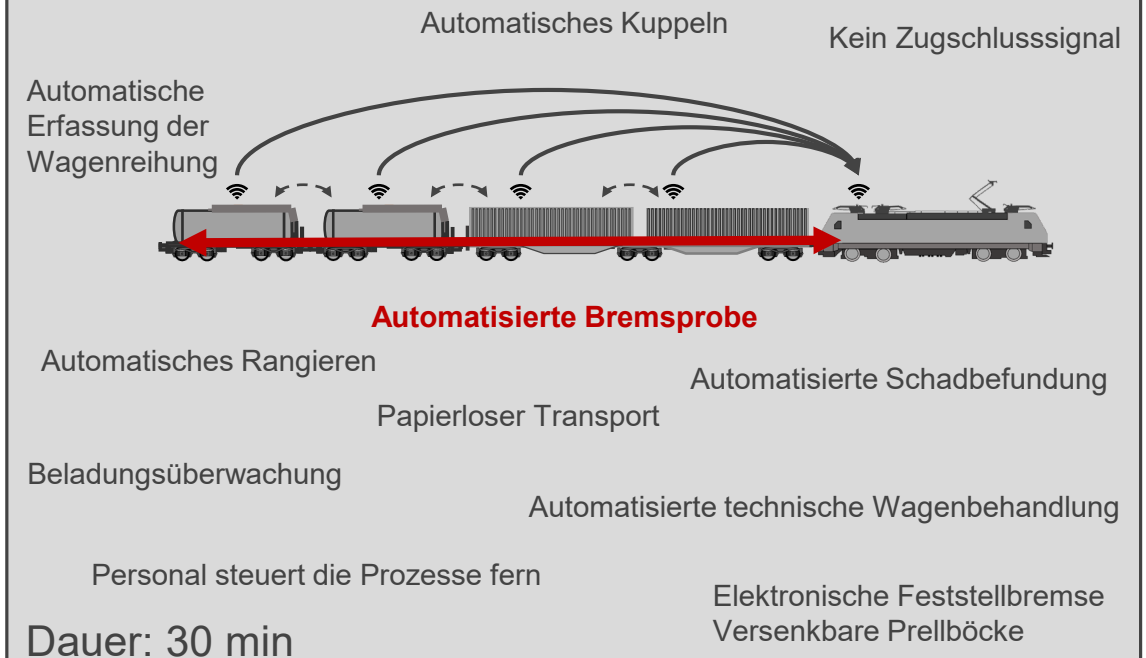 Automatisches Kuppeln
Kein Zugschlusssignal
Automatische
Erfassung der
Wagenreihung
Automatisierte Bremsprobe
Automatisches Rangieren
Automatisierte Schadbefundung
Papierloser Transport
Beladungsüberwachung
Automatisierte technische Wagenbehandlung
Personal steuert die Prozesse fern
Elektronische Feststellbremse
Versenkbare Prellböcke
Dauer: 30 min